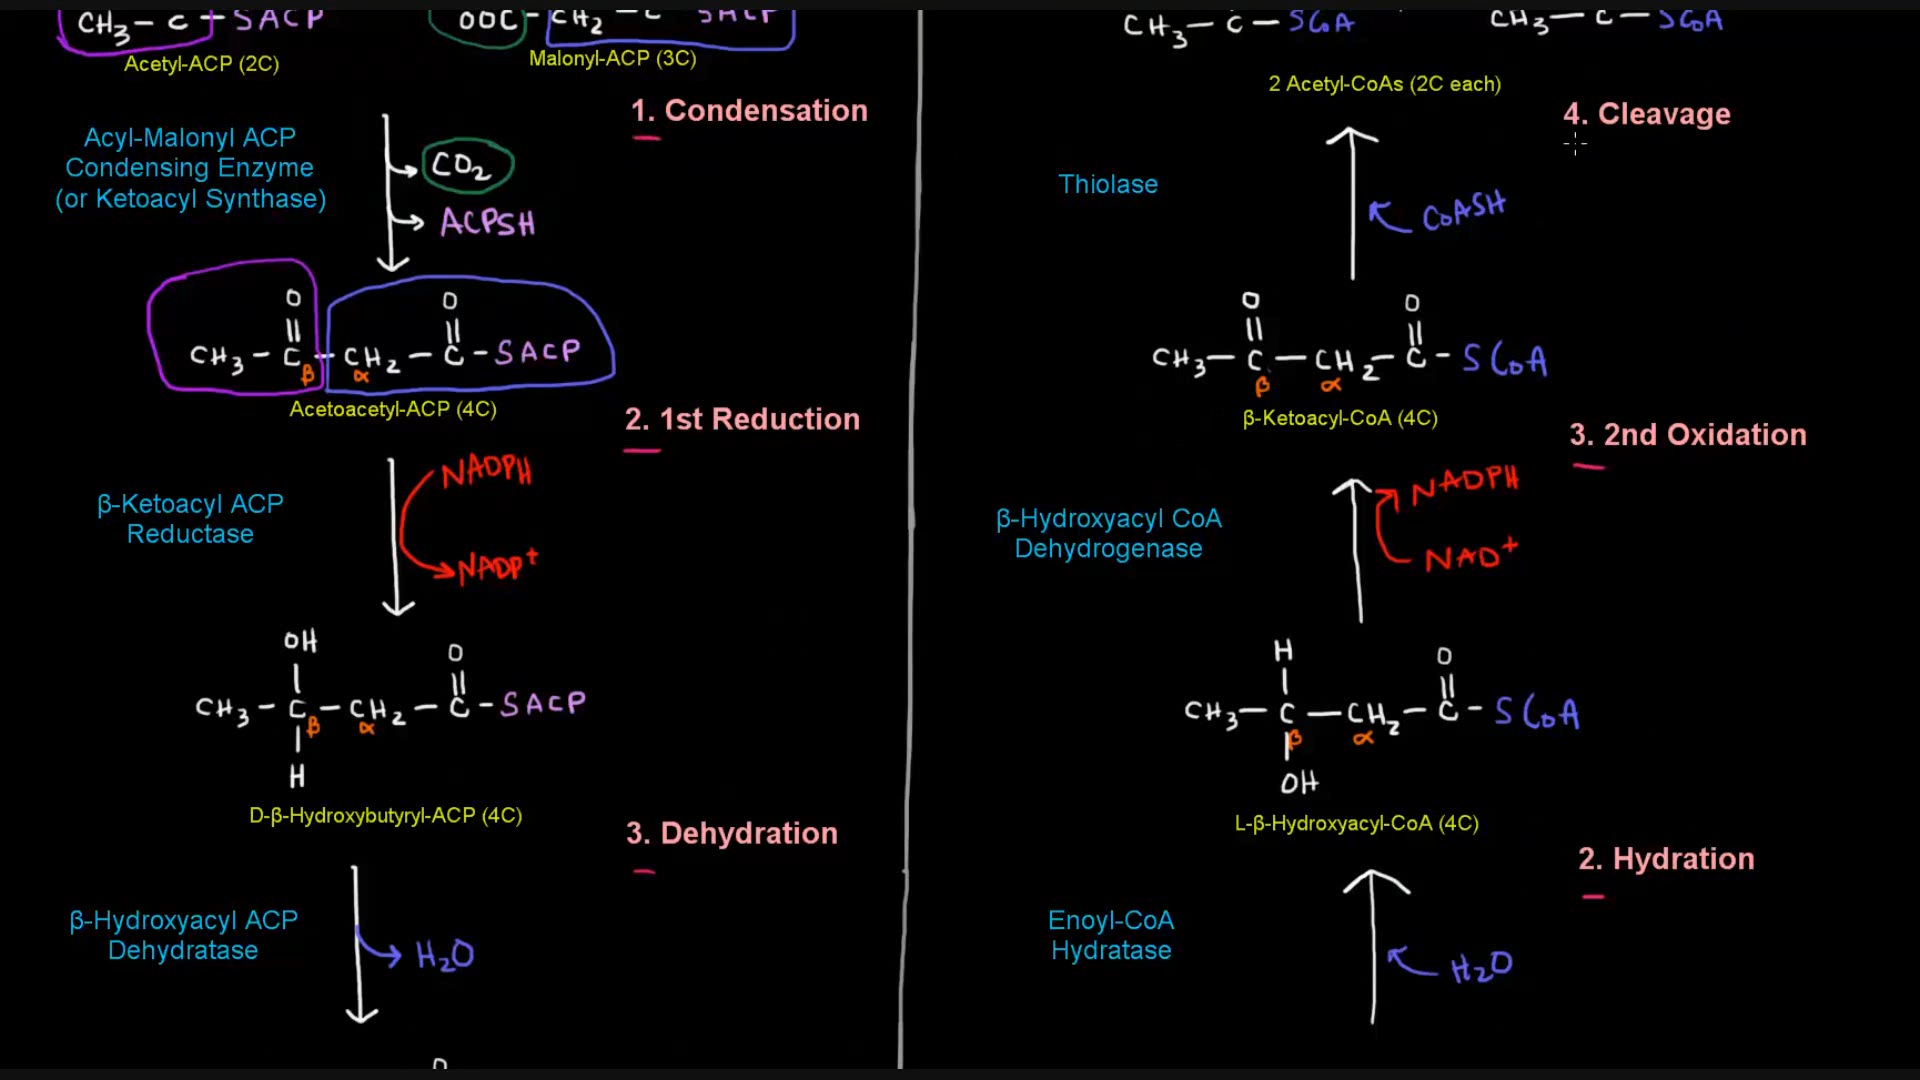 CH3 — C — SACP
OOC - CH2 — C SACP
Acetyl-ACP (2C)
Malonyl-ACP (3C)
1. Condensation
Acyl-Malonyl ACP
Condensing Enzyme
(or Ketoacyl Synthase)
CO2
ACPSH
O
O
CH3 — C — CH2 — C - SACP
β
α
Acetoacetyl-ACP (4C)
2. 1st Reduction
NADPH
β-Ketoacyl ACP
Reductase
NADP+
OH
O
CH3 — C — CH2 — C - SACP
β
α
H
D-β-Hydroxybutyryl-ACP (4C)
3. Dehydration
β-Hydroxyacyl ACP
Dehydratase
H2O
O
CH3 — C — SCoA
CH3 — C — SCoA
2 Acetyl-CoAs (2C each)
4. Cleavage
Thiolase
CoASH
O
O
CH3 — C — CH2 — C - SCoA
β
α
β-Ketoacyl-CoA (4C)
3. 2nd Oxidation
NADPH
β-Hydroxyacyl CoA
Dehydrogenase
NAD+
H
O
CH3 — C — CH2 — C - SCoA
β
α
OH
L-β-Hydroxyacyl-CoA (4C)
2. Hydration
Enoyl-CoA
Hydratase
H2O